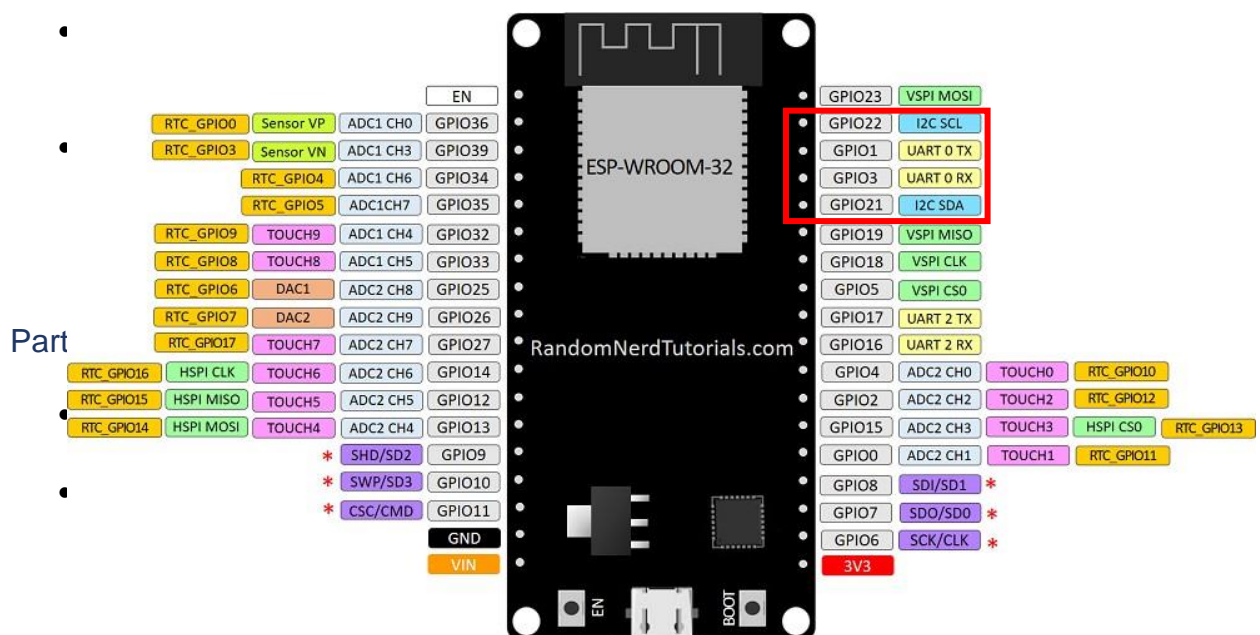 EN GPIO23 VSPI MOSI
RTC_GPIO0 Sensor VP ADC1 CH0 GPIO36 GPIO22 I2C SCL
RTC_GPIO3 Sensor VN ADC1 CH3 GPIO39 ESP-WROOM-32 GPIO1 UART 0 TX
RTC_GPIO4 ADC1 CH6 GPIO34 GPIO3 UART 0 RX
RTC_GPIO5 ADC1CH7 GPIO35 GPIO21 I2C SDA
RTC_GPIO9 TOUCH9 ADC1 CH4 GPIO32 GPIO19 VSPI MISO
RTC_GPIO8 TOUCH8 ADC1 CH5 GPIO33 GPIO18 VSPI CLK
RTC_GPIO6 DAC1 ADC2 CH8 GPIO25 GPIO5 VSPI CS0
RTC_GPIO7 DAC2 ADC2 CH9 GPIO26 GPIO17 UART 2 TX
Part RTC_GPIO17 TOUCH7 ADC2 CH7 GPIO27 RandomNerdTutorials.com GPIO16 UART 2 RX
RTC_GPIO16 HSPI CLK TOUCH6 ADC2 CH6 GPIO14 GPIO4 ADC2 CH0 TOUCH0 RTC_GPIO10
RTC_GPIO15 HSPI MISO TOUCH5 ADC2 CH5 GPIO12 GPIO2 ADC2 CH2 TOUCH2 RTC_GPIO12
RTC_GPIO14 HSPI MOSI TOUCH4 ADC2 CH4 GPIO13 GPIO15 ADC2 CH3 TOUCH3 HSPI CS0 RTC_GPIO13
* SHD/SD2 GPIO9 GPIO0 ADC2 CH1 TOUCH1 RTC_GPIO11
* SWP/SD3 GPIO10 GPIO8 SDI/SD1 *
* CSC/CMD GPIO11 GPIO7 SDO/SD0 *
GND GPIO6 SCK/CLK *
VIN 3V3
EN BOOT